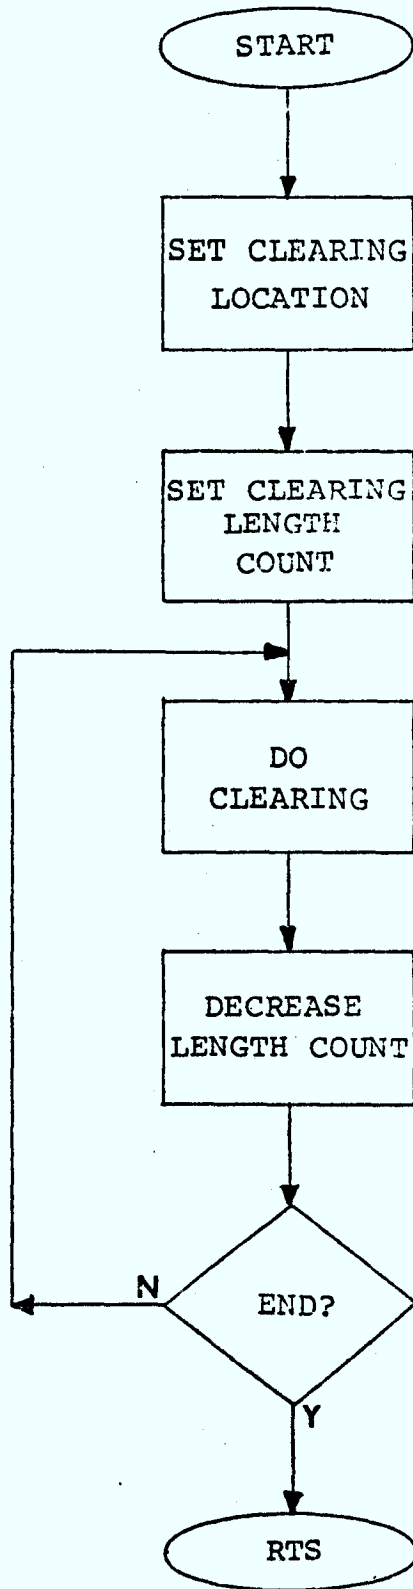 START
SET CLEARING
LOCATION
SET CLEARING
LENGTH
COUNT
DO
CLEARING
DECREASE
LENGTH COUNT
N
END?
Y
RTS